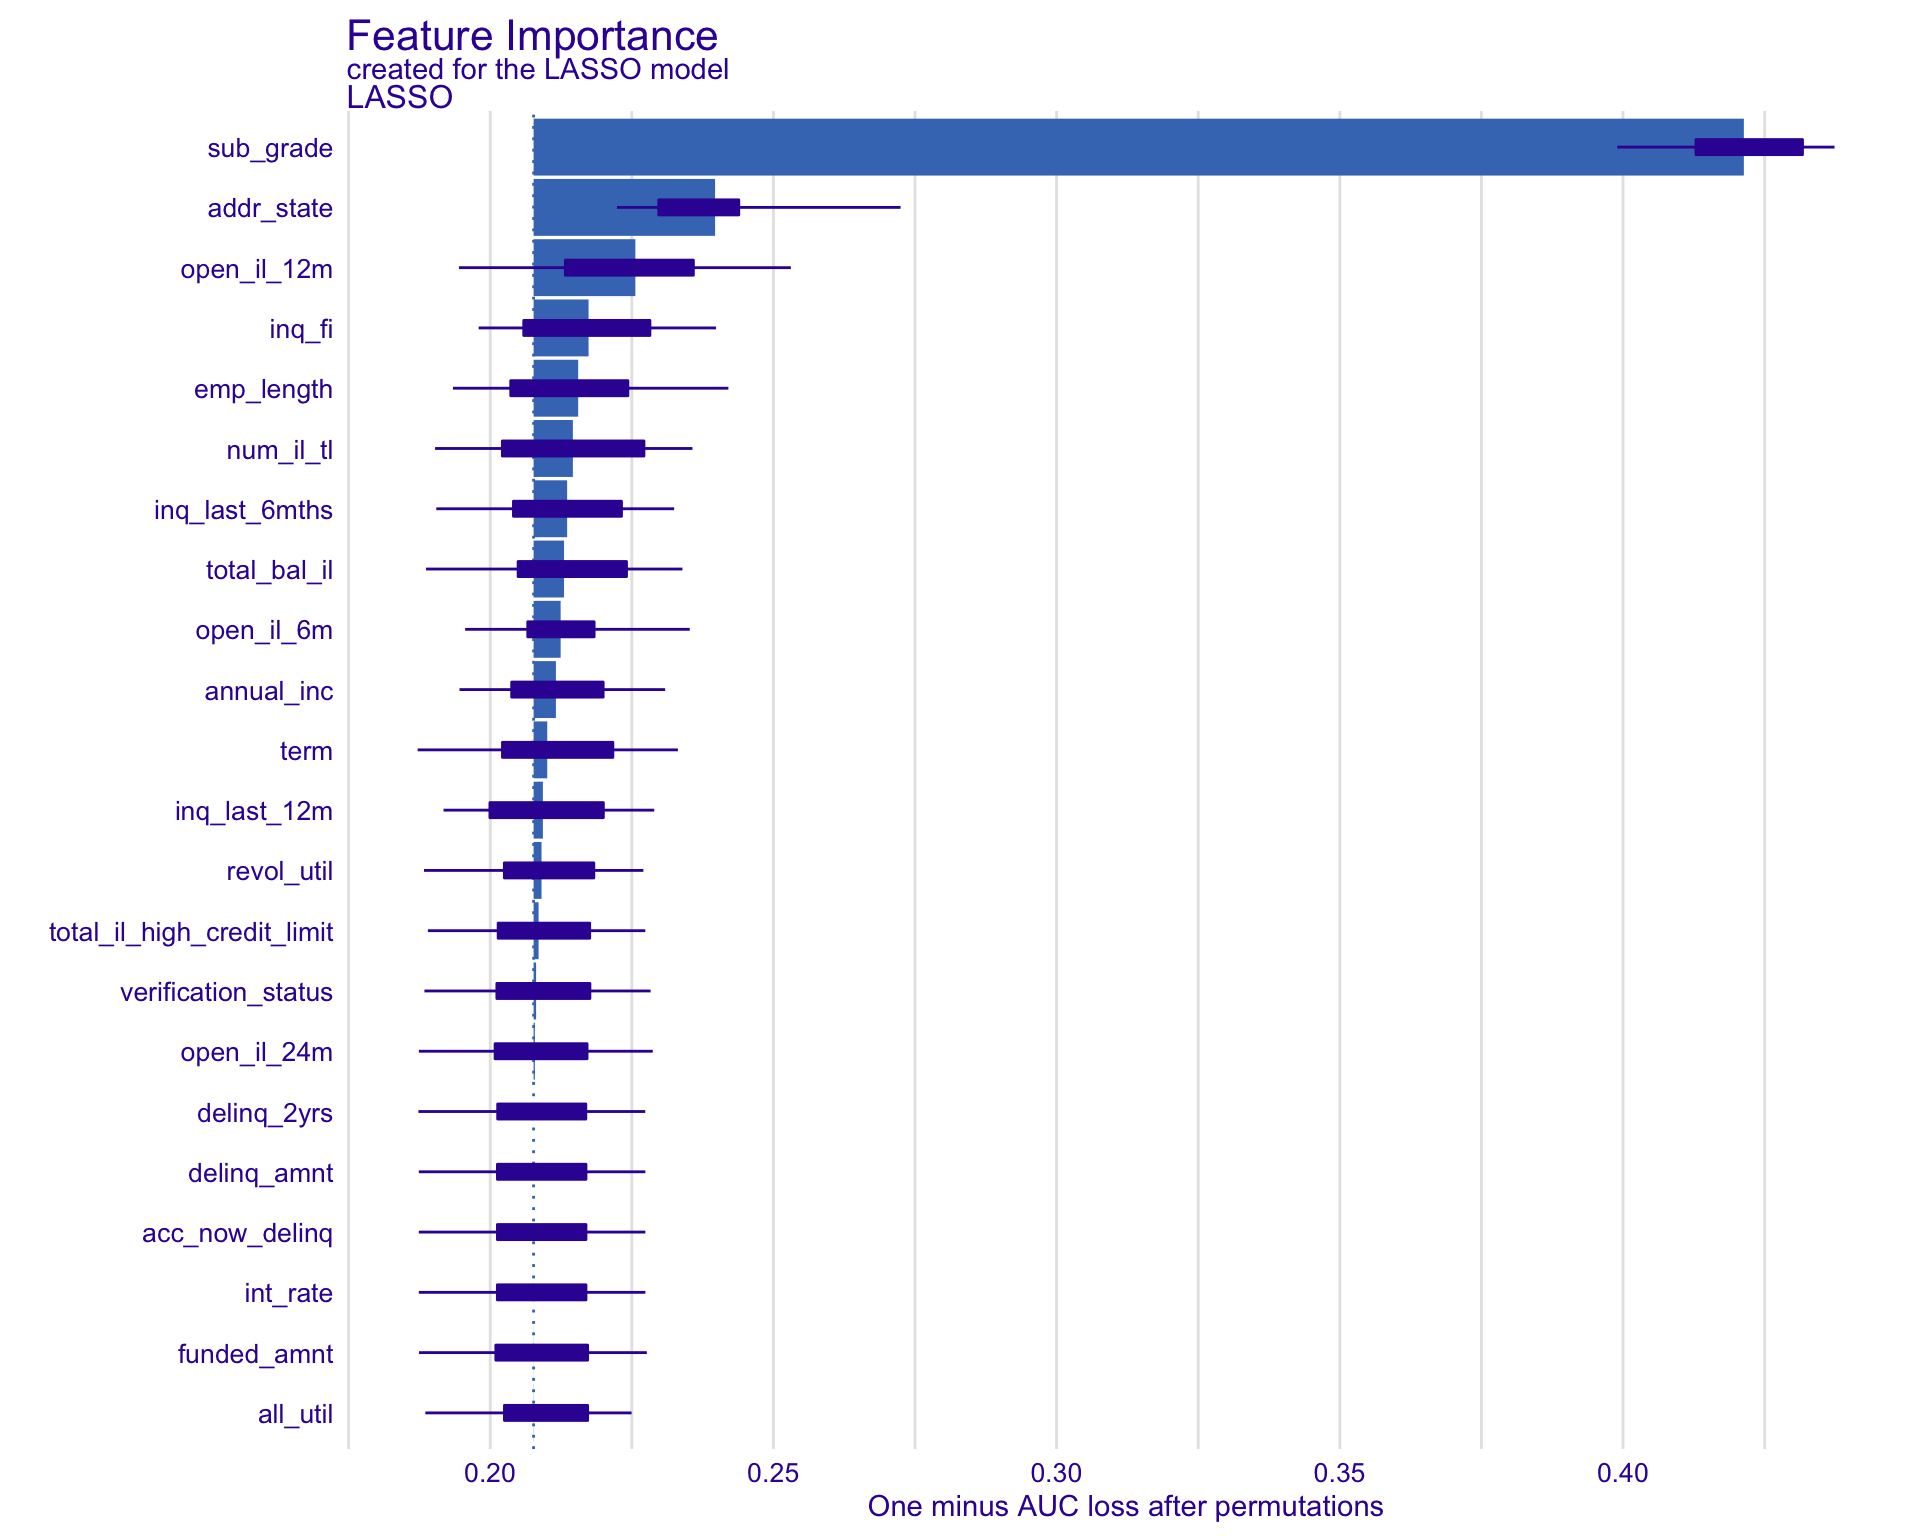 Feature Importance
created for the LASSO model
LASSO
sub_grade
addr_state
open_il_12m
inq_fi
emp_length
num_il_tl
inq_last_6mths
total_bal_il
open_il_6m
annual_inc
term
inq_last_12m
revol_util
total_il_high_credit_limit
verification_status
open_il_24m
delinq_2yrs
delinq_amnt
acc_now_delinq
int_rate
funded_amnt
all_util
0.20 0.25 0.30 0.35 0.40
One minus AUC loss after permutations